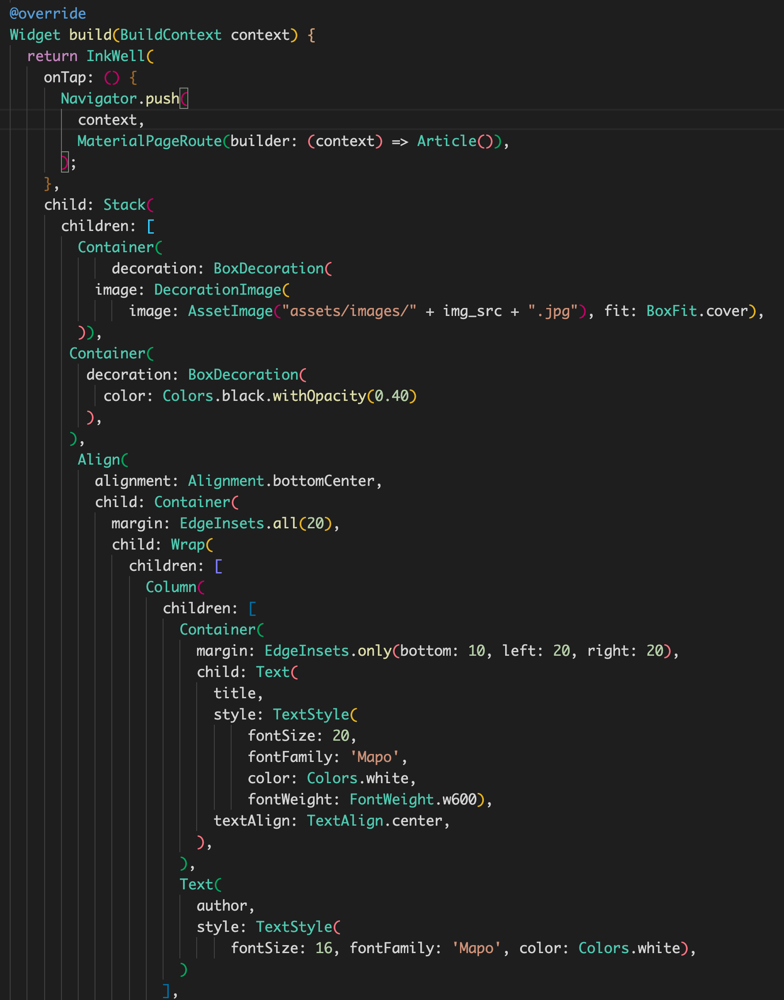 @override
Widget build(BuildContext context) {
return InkWell(
onTap: () {
Navigator.push(
context,
MaterialPageRoute(builder: (context) => Article()),
);
},
child: Stack(
children: [
Container(
decoration: BoxDecoration(
image: DecorationImage(
image: AssetImage("assets/images/" + img_src + ".jpg"), fit: BoxFit.cover),
)),
Container(
decoration: BoxDecoration(
color: Colors.black.withOpacity(0.40)
),
),
Align(
alignment: Alignment.bottomCenter,
child: Container(
margin: EdgeInsets.all(20),
child: Wrap(
children: [
Column(
children: [
Container(
margin: EdgeInsets.only(bottom: 10, left: 20, right: 20),
child: Text(
title,
style: TextStyle(
fontSize: 20,
fontFamily: 'Mapo',
color: Colors.white,
fontWeight: FontWeight.w600),
textAlign: TextAlign.center,
),
),
Text(
author,
style: TextStyle(
fontSize: 16, fontFamily: 'Mapo', color: Colors.white),
)
],